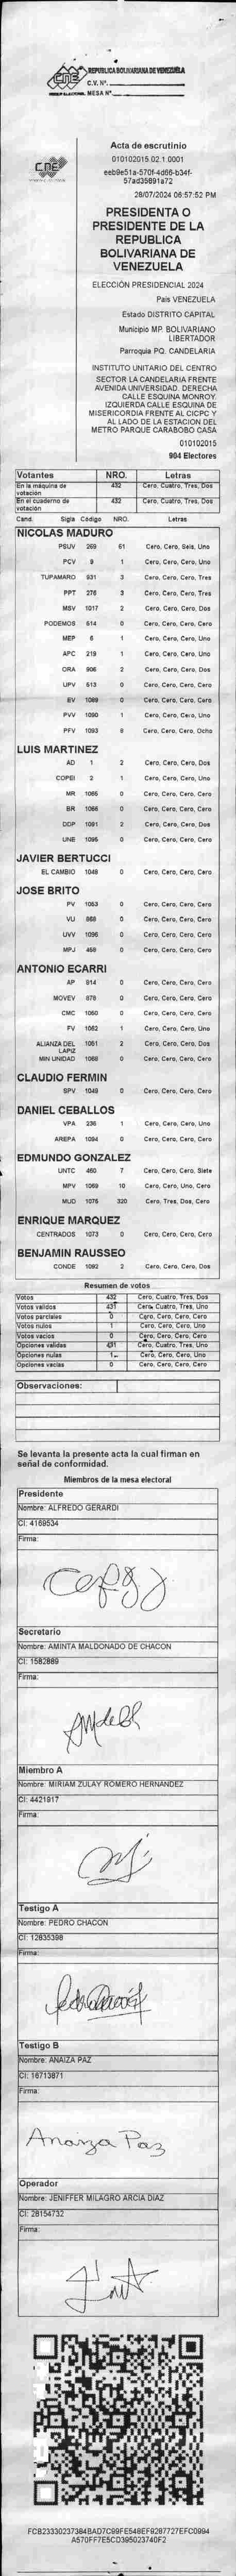 CNE
REPUBLICA BOLIVARIANA DE VENEZUELA
C.V. Nº.
MESA Nº.
CNE
Acta de escrutinio
010102015.02.1.0001
eeb9e51a-570f-4d66-b34f-
57ad35891a72
28/07/2024 06:57:52 PM
PRESIDENTA O
PRESIDENTE DE LA
REPUBLICA
BOLIVARIANA DE
VENEZUELA
ELECCIÓN PRESIDENCIAL 2024
País VENEZUELA
Estado DISTRITO CAPITAL
Municipio MP. BOLIVARIANO
LIBERTADOR
Parroquia PQ. CANDELARIA
INSTITUTO UNITARIO DEL CENTRO
SECTOR LA CANDELARIA FRENTE
AVENIDA UNIVERSIDAD. DERECHA
CALLE ESQUINA MONROY.
IZQUIERDA CALLE ESQUINA DE
MISERICORDIA FRENTE AL CICPC Y
AL LADO DE LA ESTACION DEL
METRO PARQUE CARABOBO CASA
010102015
904 Electores
Votantes NRO. Letras
En la máquina de votación 432 Cero, Cuatro, Tres, Dos
En el cuaderno de votación 432 Cero, Cuatro, Tres, Dos
Cand. Sigla Código NRO. Letras
NICOLAS MADURO
PSUV 269 61 Cero, Cero, Seis, Uno
PCV 9 1 Cero, Cero, Cero, Uno
TUPAMARO 931 3 Cero, Cero, Cero, Tres
PPT 276 3 Cero, Cero, Cero, Tres
MSV 1017 2 Cero, Cero, Cero, Dos
PODEMOS 614 0 Cero, Cero, Cero, Cero
MEP 6 1 Cero, Cero, Cero, Uno
APC 219 1 Cero, Cero, Cero, Uno
ORA 906 2 Cero, Cero, Cero, Dos
UPV 513 0 Cero, Cero, Cero, Cero
EV 1089 0 Cero, Cero, Cero, Cero
PVV 1090 1 Cero, Cero, Cero, Uno
PFV 1093 8 Cero, Cero, Cero, Ocho
LUIS MARTINEZ
AD 1 2 Cero, Cero, Cero, Dos
COPEI 2 1 Cero, Cero, Cero, Uno
MR 1065 0 Cero, Cero, Cero, Cero
BR 1066 0 Cero, Cero, Cero, Cero
DDP 1091 2 Cero, Cero, Cero, Dos
UNE 1095 0 Cero, Cero, Cero, Cero
JAVIER BERTUCCI
EL CAMBIO 1048 0 Cero, Cero, Cero, Cero
JOSE BRITO
PV 1053 0 Cero, Cero, Cero, Cero
VU 868 0 Cero, Cero, Cero, Cero
UVV 1096 0 Cero, Cero, Cero, Cero
MPJ 458 0 Cero, Cero, Cero, Cero
ANTONIO ECARRI
AP 814 0 Cero, Cero, Cero, Cero
MOVEV 878 0 Cero, Cero, Cero, Cero
CMC 1060 0 Cero, Cero, Cero, Cero
FV 1062 1 Cero, Cero, Cero, Uno
ALIANZA DEL LAPIZ 1061 2 Cero, Cero, Cero, Dos
MIN UNIDAD 1068 0 Cero, Cero, Cero, Cero
CLAUDIO FERMIN
SPV 1049 0 Cero, Cero, Cero, Cero
DANIEL CEBALLOS
VPA 236 1 Cero, Cero, Cero, Uno
AREPA 1094 0 Cero, Cero, Cero, Cero
EDMUNDO GONZALEZ
UNTC 460 7 Cero, Cero, Cero, Siete
MPV 1069 10 Cero, Cero, Uno, Cero
MUD 1075 320 Cero, Tres, Dos, Cero
ENRIQUE MARQUEZ
CENTRADOS 1073 0 Cero, Cero, Cero, Cero
BENJAMIN RAUSSEO
CONDE 1092 2 Cero, Cero, Cero, Dos
Resumen de votos
Votos 432 Cero, Cuatro, Tres, Dos
Votos validos 431 Cero, Cuatro, Tres, Uno
Votos parciales 0 Cero, Cero, Cero, Cero
Votos nulos 1 Cero, Cero, Cero, Uno
Votos vacios 0 Cero, Cero, Cero, Cero
Opciones validas 431 Cero, Cuatro, Tres, Uno
Opciones nulas 1 Cero, Cero, Cero, Uno
Opciones vacias 0 Cero, Cero, Cero, Cero
Observaciones:
Se levanta la presente acta la cual firman en
señal de conformidad.
Miembros de la mesa electoral
Presidente
Nombre: ALFREDO GERARDI
CI: 4169534
Firma:
Secretario
Nombre: AMINTA MALDONADO DE CHACON
CI: 1582889
Firma:
Miembro A
Nombre: MIRIAM ZULAY ROMERO HERNANDEZ
CI: 4421917
Firma:
Testigo A
Nombre: PEDRO CHACON
CI: 12835398
Firma:
Testigo B
Nombre: ANAIZA PAZ
CI: 16713871
Firma:
Anaiza Paz
Operador
Nombre: JENIFFER MILAGRO ARCIA DIAZ
CI: 28154732
Firma:
FCB23330237384BAD7C99FE548EF9287727EFC0994
A570FF7E5CD395023740F2